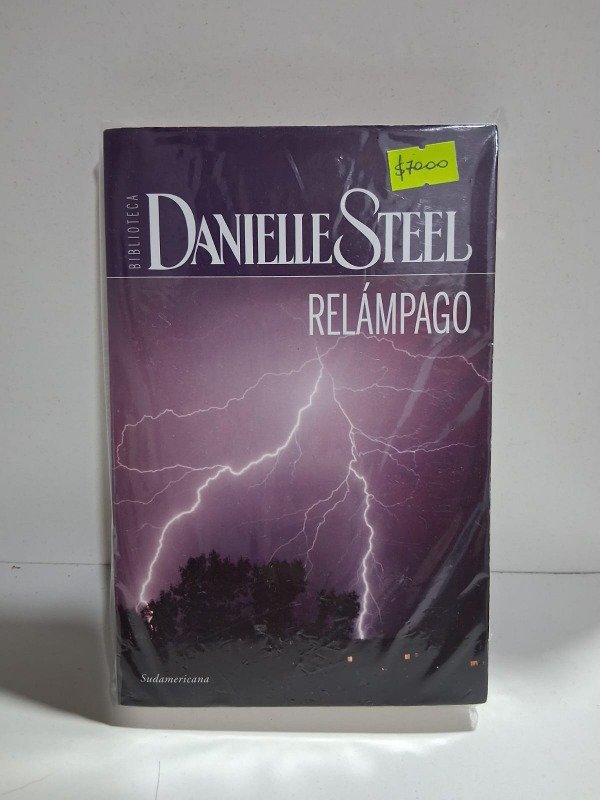 $7000
BIBLIOTECA
DANIELLE STEEL
RELÁMPAGO
Sudamericana